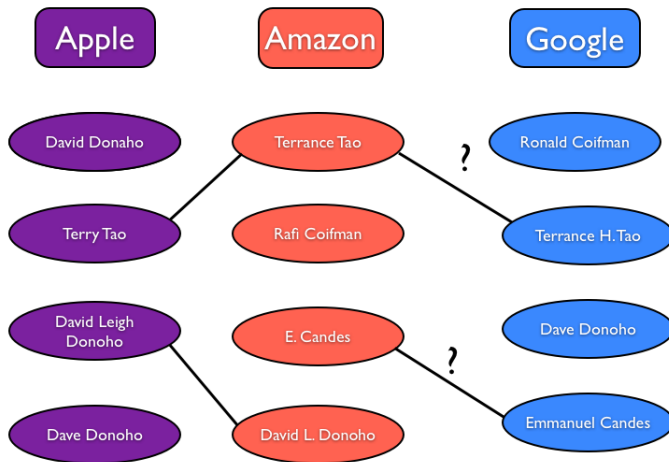 Apple
Amazon
Google
David Donaho
Terrance Tao
?
Ronald Coifman
Terry Tao
Rafi Coifman
Terrance H. Tao
David Leigh
Donoho
E. Candes
?
Dave Donoho
Dave Donoho
David L. Donoho
Emmanuel Candes